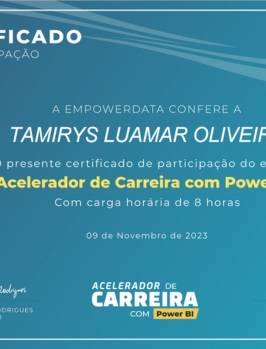 FICADO
PAÇÃO
A EMPOWERDATA CONFERE A
TAMIRYS LUAMAR OLIVEIR
presente certificado de participação do e
Acelerador de Carreira com Powe
Com carga horária de 8 horas
09 de Novembro de 2023
RODRIGUES
ACELERADOR DE
CARREIRA
COM Power BI